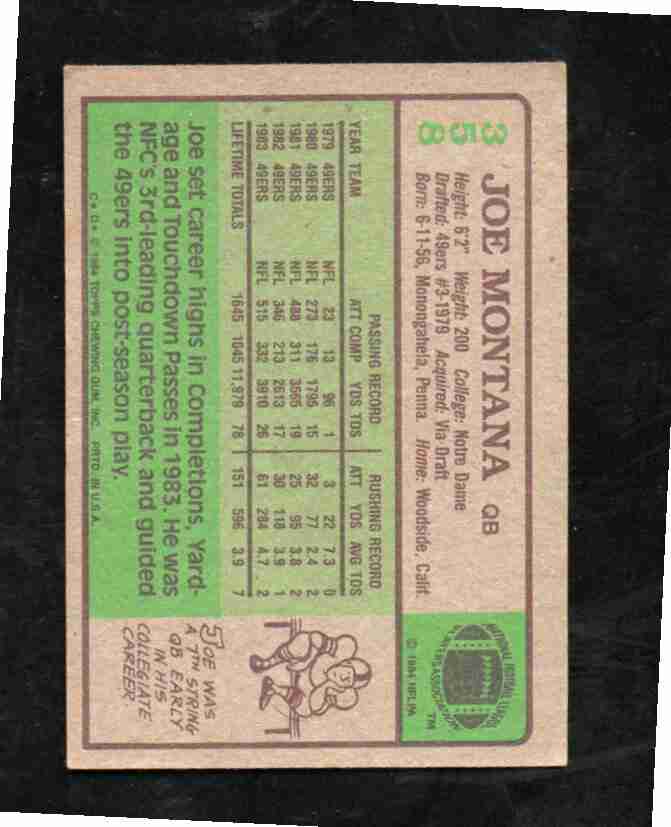 358
JOE MONTANA QB
Height: 6'2" Weight: 200 College: Notre Dame
Drafted: 49ers #3-1979 Acquired: Via Draft
Born: 6-11-56, Monongahela, Penna. Home: Woodside, Calif.
NATIONAL FOOTBALL LEAGUE
PLAYERS ASSOCIATION
TM
© 1984 NFLPA
PASSING RECORD RUSHING RECORD
YEAR TEAM ATT COMP YDS TDS ATT YDS AVG TDS
1979 49ERS NFL 23 13 96 1 3 22 7.3 0
1980 49ERS NFL 273 176 1795 15 32 77 2.4 2
1981 49ERS NFL 488 311 3565 19 25 95 3.8 2
1982 49ERS NFL 346 213 2613 17 30 118 3.9 1
1983 49ERS NFL 515 332 3910 26 61 284 4.7 2
LIFETIME TOTALS 1645 1045 11,979 78 151 596 3.9 7
Joe set career highs in Completions, Yard-
age and Touchdown Passes in 1983. He was
NFC's 3rd-leading quarterback and guided
the 49ers into post-season play.
JOE WAS
A 7TH STRING
QB EARLY
IN HIS
COLLEGIATE
CAREER
© 1984 TOPPS CHEWING GUM, INC. PRTD. IN U.S.A.